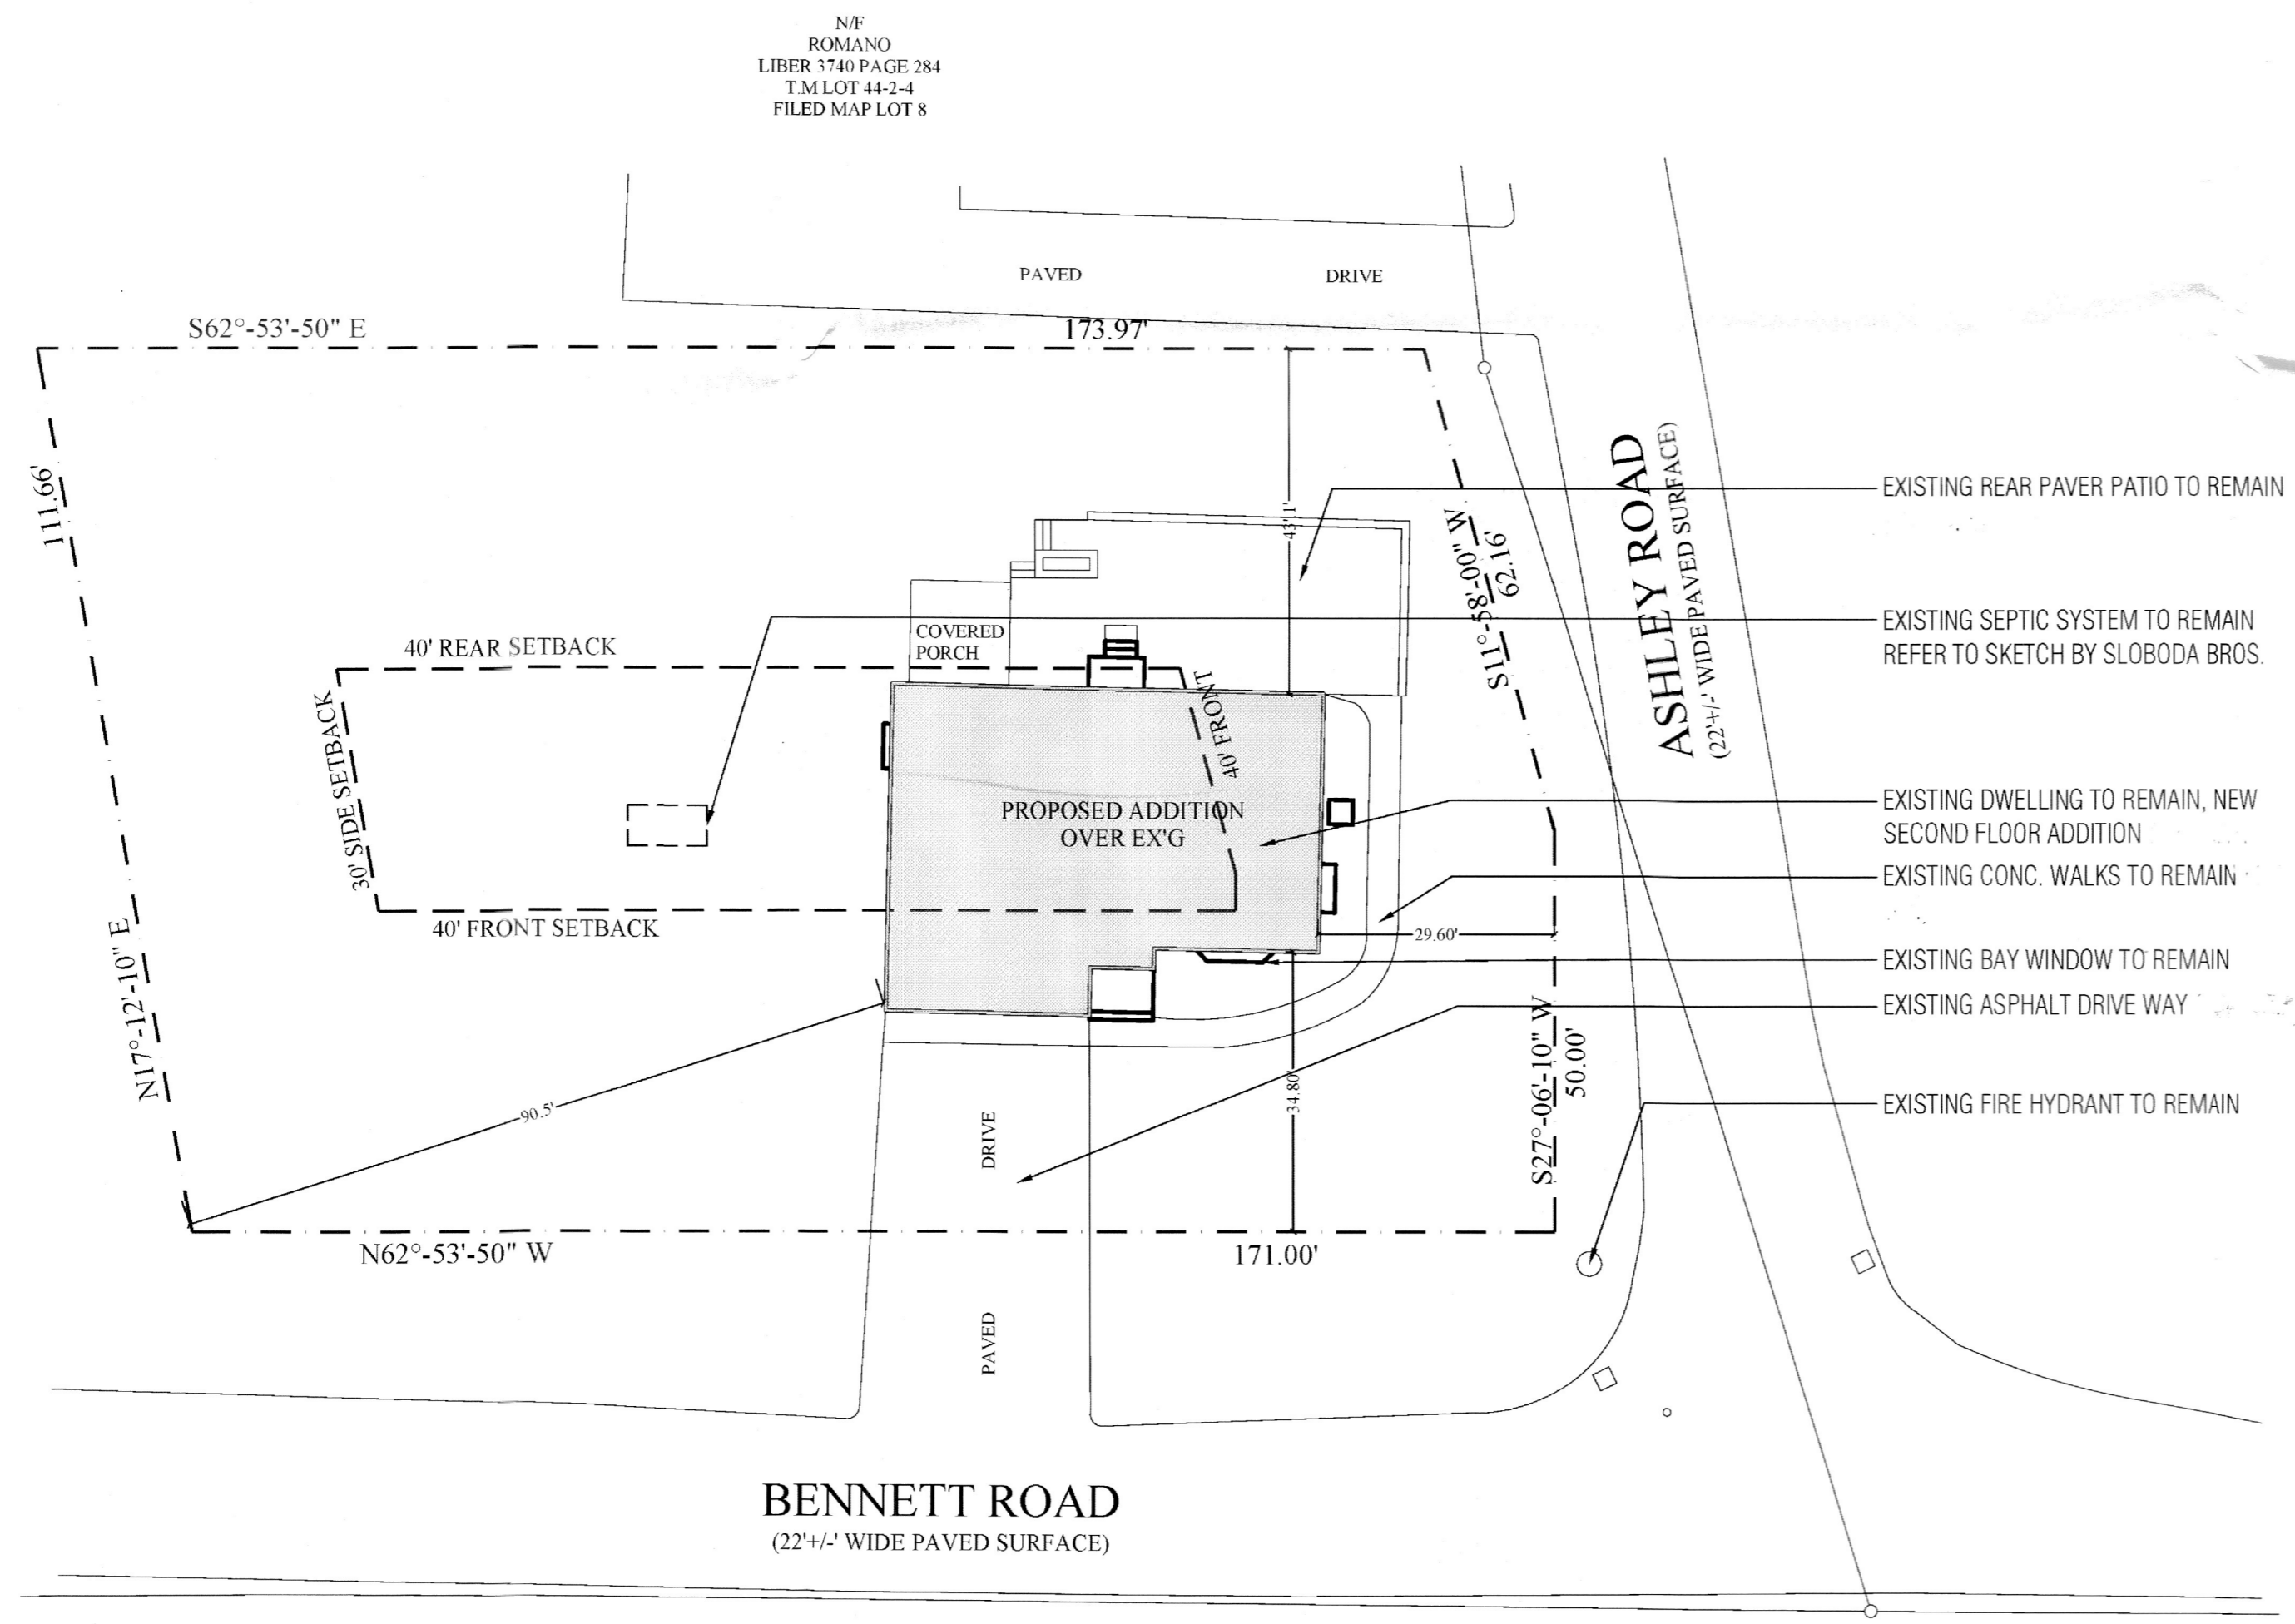 N/F
ROMANO
LIBER 3740 PAGE 284
T.M LOT 44-2-4
FILED MAP LOT 8
PAVED DRIVE
S62°-53'-50" E
173.97'
111.66'
N17°-12'-10" E
43'11'
S11°-58'-00" W
62.16'
ASHLEY ROAD
(22'+/-' WIDE PAVED SURFACE)
EXISTING REAR PAVER PATIO TO REMAIN
EXISTING SEPTIC SYSTEM TO REMAIN
REFER TO SKETCH BY SLOBODA BROS.
COVERED
PORCH
40' REAR SETBACK
30' SIDE SETBACK
40' FRONT
PROPOSED ADDITION
OVER EX'G
EXISTING DWELLING TO REMAIN, NEW
SECOND FLOOR ADDITION
EXISTING CONC. WALKS TO REMAIN
40' FRONT SETBACK
29.60'
EXISTING BAY WINDOW TO REMAIN
EXISTING ASPHALT DRIVE WAY
S27°-06'-10" W
50.00'
34.80'
90.5'
DRIVE
PAVED
EXISTING FIRE HYDRANT TO REMAIN
N62°-53'-50" W
171.00'
BENNETT ROAD
(22'+/-' WIDE PAVED SURFACE)